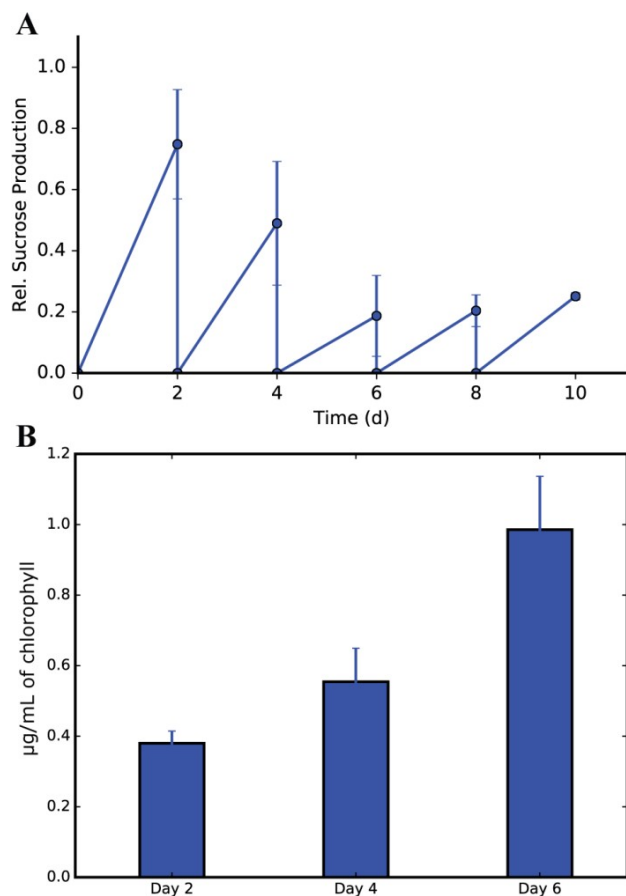 A
Rel. Sucrose Production
1.0
0.8
0.6
0.4
0.2
0.0
0 2 4 6 8 10
Time (d)
B
µg/mL of chlorophyll
1.2
1.0
0.8
0.6
0.4
0.2
0.0
Day 2 Day 4 Day 6